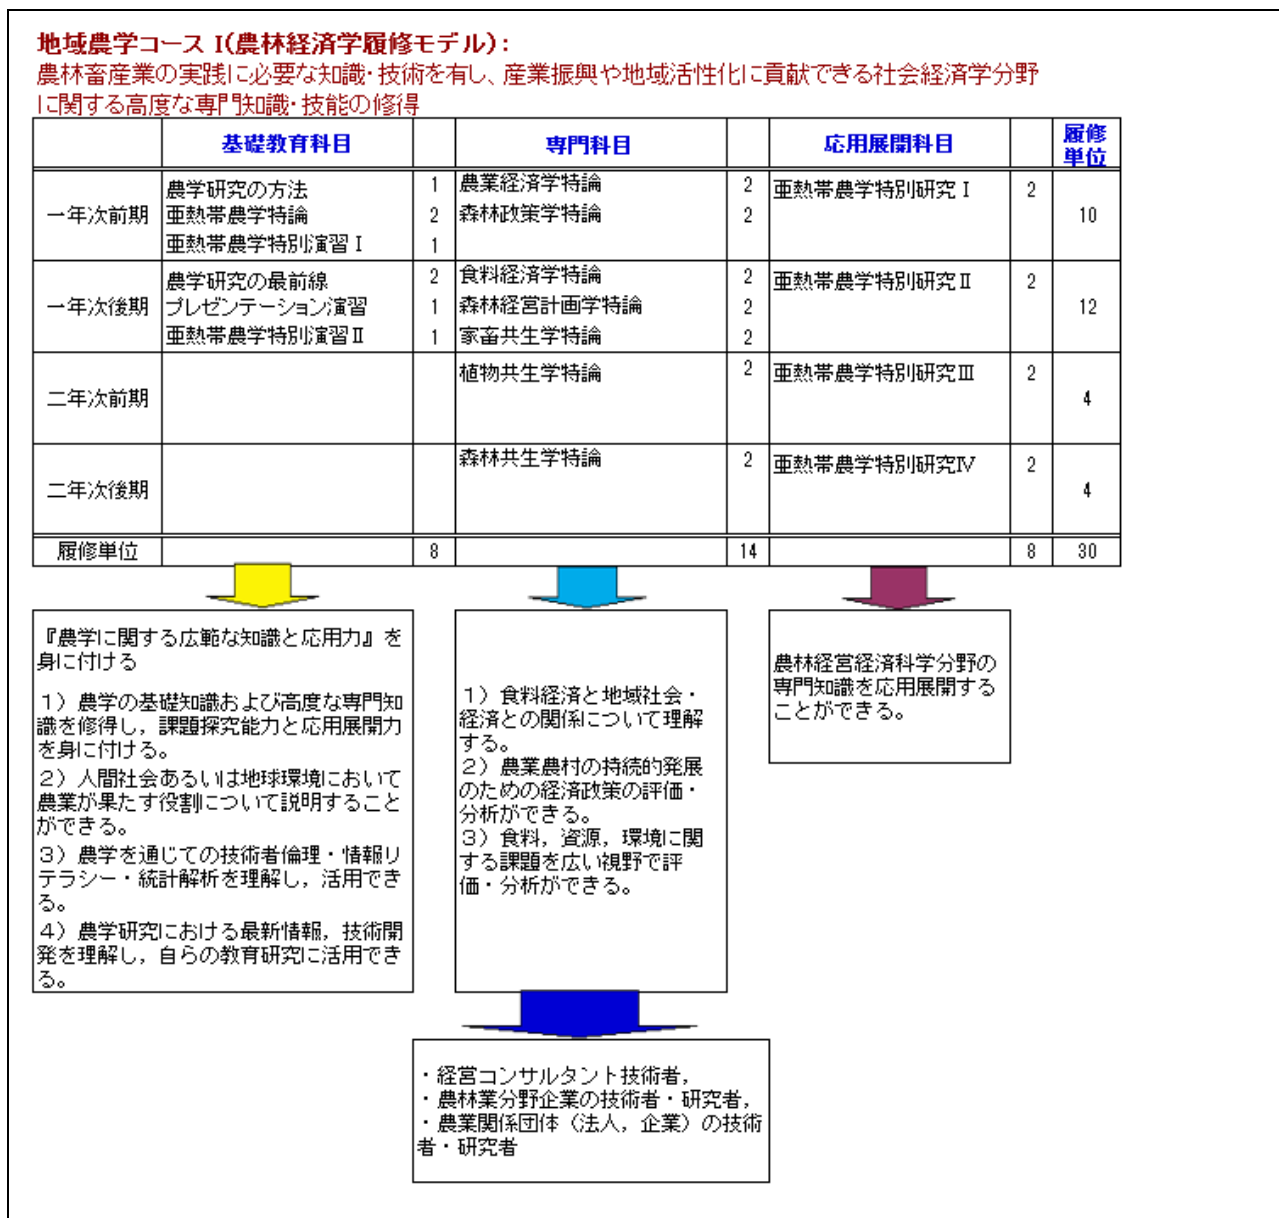 地域農学コース I(農林経済学履修モデル):
農林畜産業の実践に必要な知識・技術を有し、産業振興や地域活性化に貢献できる社会経済学分野
に関する高度な専門知識・技能の修得
基礎教育科目 専門科目 応用展開科目 履修
単位
一年次前期 農学研究の方法 1 農業経済学特論 2 亜熱帯農学特別研究Ⅰ 2 10
亜熱帯農学特論 2 森林政策学特論 2
亜熱帯農学特別演習Ⅰ 1
一年次後期 農学研究の最前線 2 食料経済学特論 2 亜熱帯農学特別研究Ⅱ 2 12
プレゼンテーション演習 1 森林経営計画学特論 2
亜熱帯農学特別演習Ⅱ 1 家畜共生学特論 2
二年次前期 植物共生学特論 2 亜熱帯農学特別研究Ⅲ 2 4
二年次後期 森林共生学特論 2 亜熱帯農学特別研究Ⅳ 2 4
履修単位 8 14 8 30
『農学に関する広範な知識と応用力』を
身に付ける
1）農学の基礎知識および高度な専門知
識を修得し，課題探究能力と応用展開力
を身に付ける。
2）人間社会あるいは地球環境において
農業が果たす役割について説明すること
ができる。
3）農学を通じての技術者倫理・情報リ
テラシー・統計解析を理解し，活用でき
る。
4）農学研究における最新情報，技術開
発を理解し，自らの教育研究に活用でき
る。
1）食料経済と地域社会・
経済との関係について理解
する。
2）農業農村の持続的発展
のための経済政策の評価・
分析ができる。
3）食料，資源，環境に関
する課題を広い視野で評
価・分析ができる。
農林経営経済科学分野の
専門知識を応用展開する
ことができる。
・経営コンサルタント技術者，
・農林業分野企業の技術者・研究者，
・農業関係団体（法人，企業）の技術
者・研究者